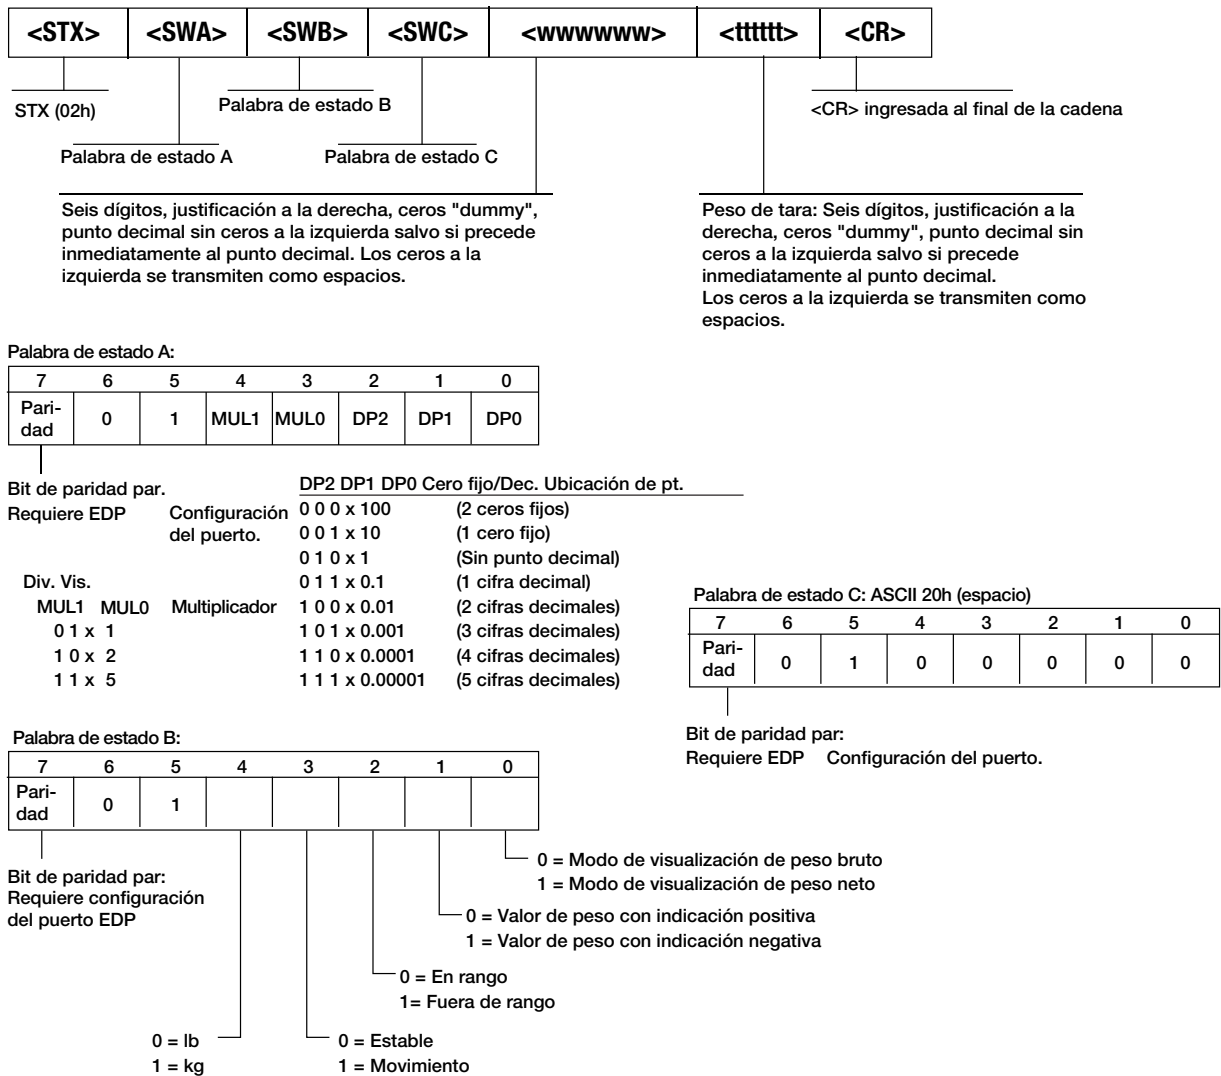 <STX> <SWA> <SWB> <SWC> <wwwwww> <tttttt> <CR>
STX (02h)
Palabra de estado B
<CR> ingresada al final de la cadena
Palabra de estado A
Palabra de estado C
Seis dígitos, justificación a la derecha, ceros "dummy",
punto decimal sin ceros a la izquierda salvo si precede
inmediatamente al punto decimal. Los ceros a la
izquierda se transmiten como espacios.
Peso de tara: Seis dígitos, justificación a la
derecha, ceros "dummy", punto decimal sin
ceros a la izquierda salvo si precede
inmediatamente al punto decimal.
Los ceros a la izquierda se transmiten como
espacios.
Palabra de estado A:
7 6 5 4 3 2 1 0
Pari-
dad 0 1 MUL1 MUL0 DP2 DP1 DP0
Bit de paridad par.
Requiere EDP Configuración
del puerto.
DP2 DP1 DP0 Cero fijo/Dec. Ubicación de pt.
0 0 0 x 100 (2 ceros fijos)
0 0 1 x 10 (1 cero fijo)
0 1 0 x 1 (Sin punto decimal)
0 1 1 x 0.1 (1 cifra decimal)
1 0 0 x 0.01 (2 cifras decimales)
1 0 1 x 0.001 (3 cifras decimales)
1 1 0 x 0.0001 (4 cifras decimales)
1 1 1 x 0.00001 (5 cifras decimales)
Div. Vis.
MUL1 MUL0 Multiplicador
0 1 x 1
1 0 x 2
1 1 x 5
Palabra de estado C: ASCII 20h (espacio)
7 6 5 4 3 2 1 0
Pari-
dad 0 1 0 0 0 0 0
Bit de paridad par:
Requiere EDP Configuración del puerto.
Palabra de estado B:
7 6 5 4 3 2 1 0
Pari-
dad 0 1
Bit de paridad par:
Requiere configuración
del puerto EDP
0 = Modo de visualización de peso bruto
1 = Modo de visualización de peso neto
0 = Valor de peso con indicación positiva
1 = Valor de peso con indicación negativa
0 = En rango
1= Fuera de rango
0 = lb
1 = kg
0 = Estable
1 = Movimiento